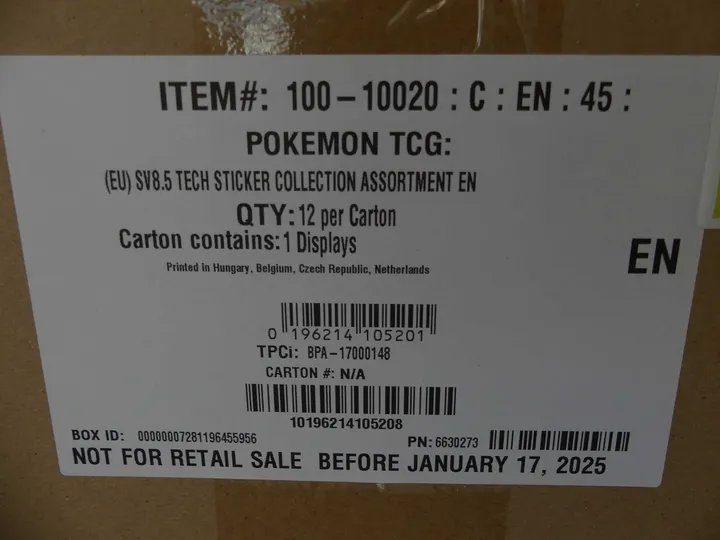 ITEM#: 100-10020 : C : EN : 45 :
POKEMON TCG:
(EU) SV8.5 TECH STICKER COLLECTION ASSORTMENT EN
QTY: 12 per Carton
Carton contains: 1 Displays
EN
Printed in Hungary, Belgium, Czech Republic, Netherlands
0 196214 105201
TPCi: BPA-17000148
CARTON #: N/A
10196214105208
BOX ID: 00000007281196455956
PN: 6630273
NOT FOR RETAIL SALE BEFORE JANUARY 17, 2025